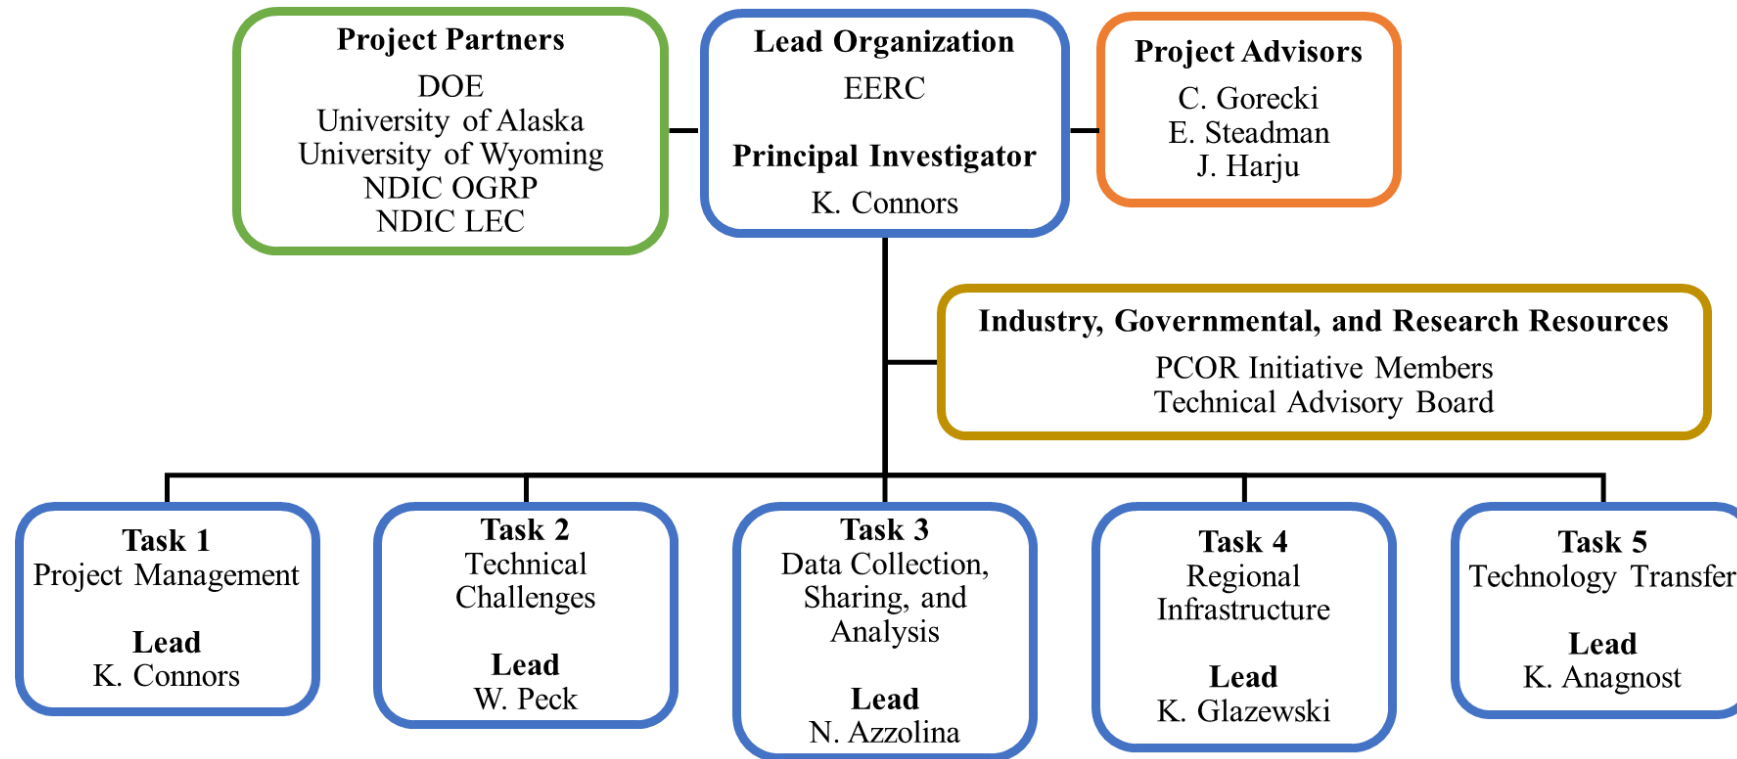 Project Partners
DOE
University of Alaska
University of Wyoming
NDIC OGRP
NDIC LEC
Lead Organization
EERC
Principal Investigator
K. Connors
Project Advisors
C. Gorecki
E. Steadman
J. Harju
Industry, Governmental, and Research Resources
PCOR Initiative Members
Technical Advisory Board
Task 1
Project Management
Lead
K. Connors
Task 2
Technical
Challenges
Lead
W. Peck
Task 3
Data Collection,
Sharing, and
Analysis
Lead
N. Azzolina
Task 4
Regional
Infrastructure
Lead
K. Glazewski
Task 5
Technology Transfer
Lead
K. Anagnost